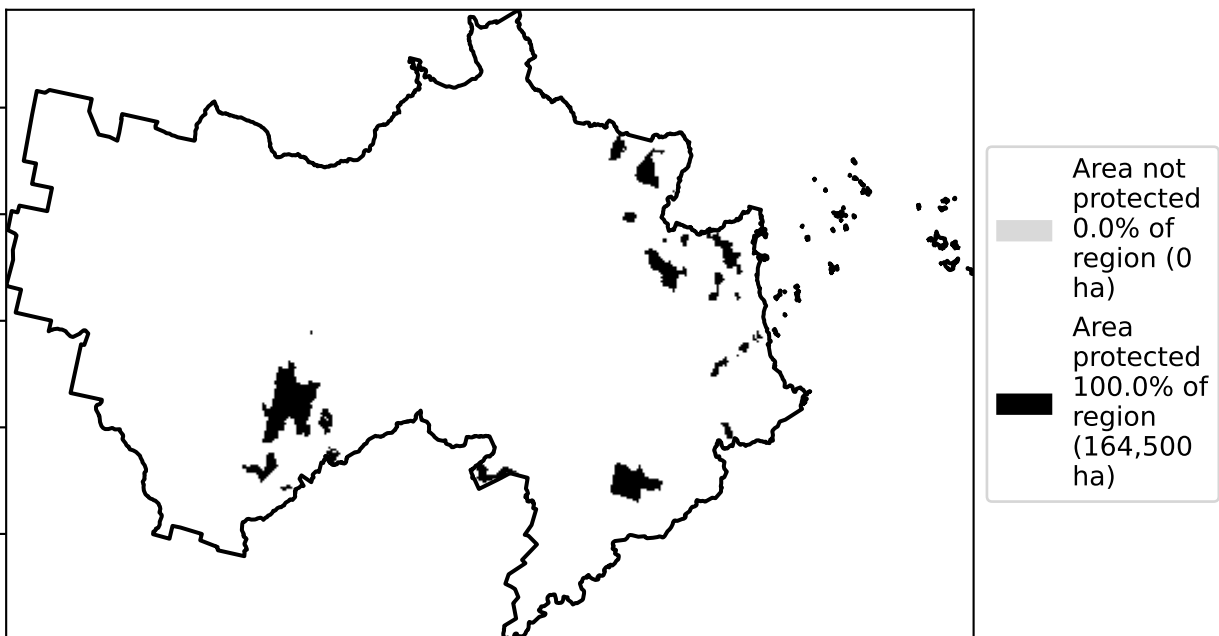 Area not
protected
0.0% of
region (0
ha)
Area
protected
100.0% of
region
(164,500
ha)